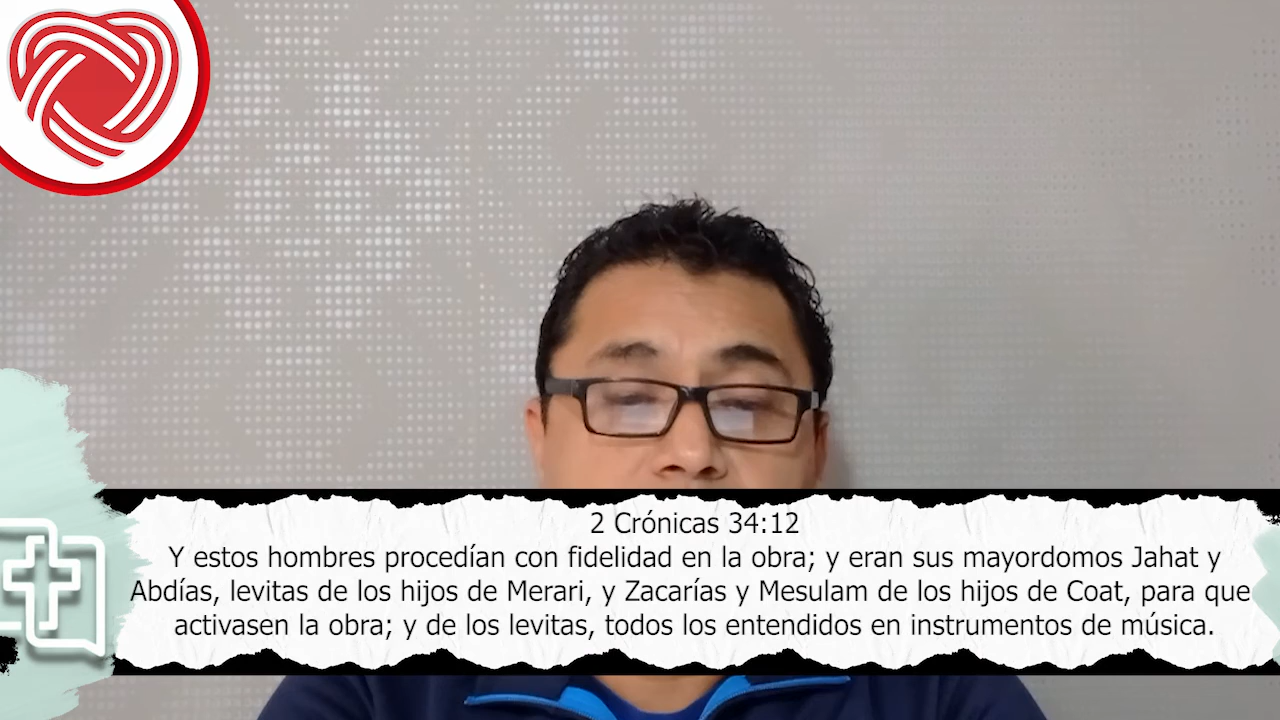 2 Crónicas 34:12
Y estos hombres procedían con fidelidad en la obra; y eran sus mayordomos Jahat y
Abdías, levitas de los hijos de Merari, y Zacarías y Mesulam de los hijos de Coat, para que
activasen la obra; y de los levitas, todos los entendidos en instrumentos de música.